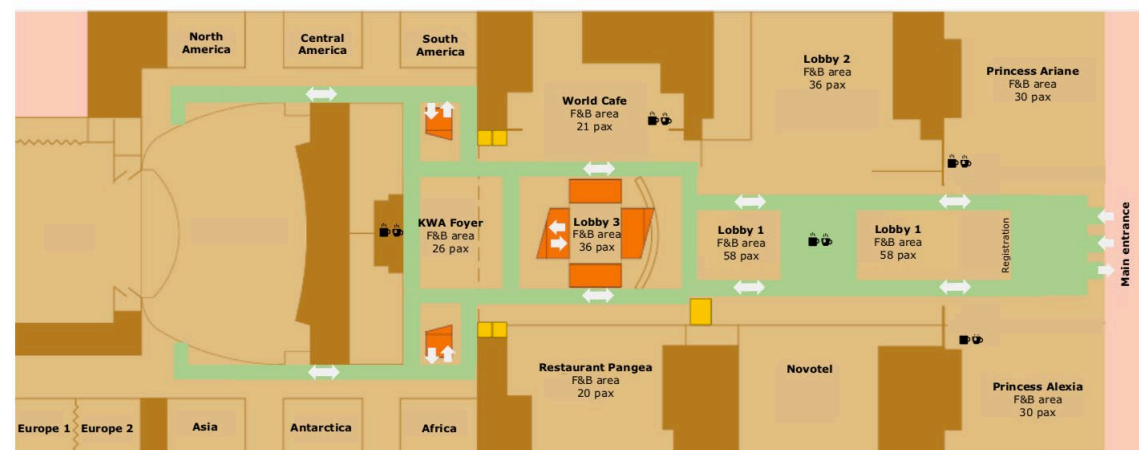 North
America
Central
America
South
America
Lobby 2
F&B area
36 pax
Princess Ariane
F&B area
30 pax
World Cafe
F&B area
21 pax
KWA Foyer
F&B area
26 pax
Lobby 3
F&B area
36 pax
Lobby 1
F&B area
58 pax
Lobby 1
F&B area
58 pax
Registration
Main entrance
Restaurant Pangea
F&B area
20 pax
Novotel
Princess Alexia
F&B area
30 pax
Europe 1
Europe 2
Asia
Antarctica
Africa